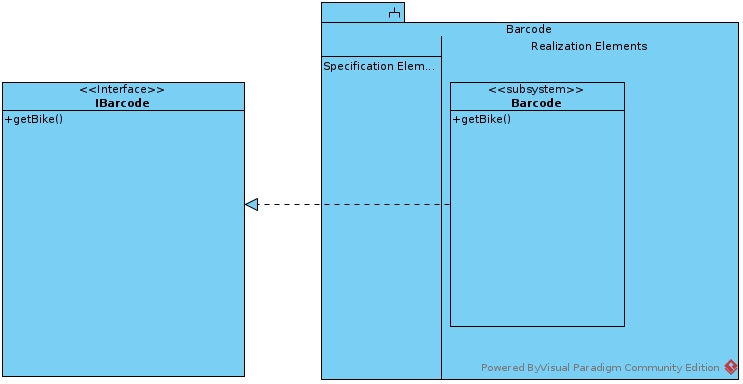 Barcode
Realization Elements
Specification Elem...
<<Interface>>
IBarcode
+getBike()
<<subsystem>>
Barcode
+getBike()
Powered ByVisual Paradigm Community Edition